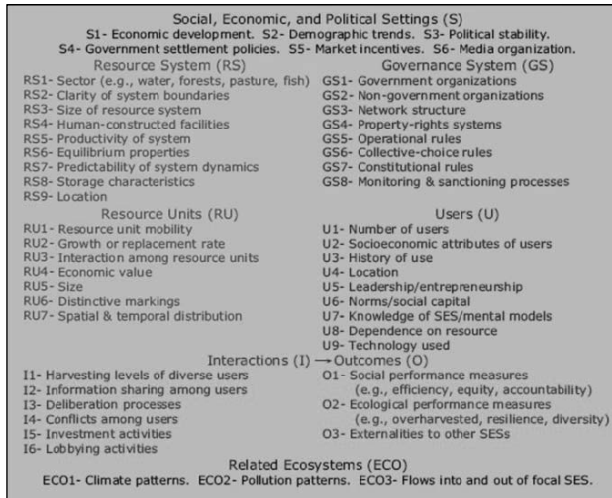 Social, Economic, and Political Settings (S)
S1- Economic development. S2- Demographic trends. S3- Political stability.
S4- Government settlement policies. S5- Market incentives. S6- Media organization.
Resource System (RS)
RS1- Sector (e.g., water, forests, pasture, fish)
RS2- Clarity of system boundaries
RS3- Size of resource system
RS4- Human-constructed facilities
RS5- Productivity of system
RS6- Equilibrium properties
RS7- Predictability of system dynamics
RS8- Storage characteristics
RS9- Location
Governance System (GS)
GS1- Government organizations
GS2- Non-government organizations
GS3- Network structure
GS4- Property-rights systems
GS5- Operational rules
GS6- Collective-choice rules
GS7- Constitutional rules
GS8- Monitoring & sanctioning processes
Resource Units (RU)
RU1- Resource unit mobility
RU2- Growth or replacement rate
RU3- Interaction among resource units
RU4- Economic value
RU5- Size
RU6- Distinctive markings
RU7- Spatial & temporal distribution
Users (U)
U1- Number of users
U2- Socioeconomic attributes of users
U3- History of use
U4- Location
U5- Leadership/entrepreneurship
U6- Norms/social capital
U7- Knowledge of SES/mental models
U8- Dependence on resource
U9- Technology used
Interactions (I) → Outcomes (O)
I1- Harvesting levels of diverse users
I2- Information sharing among users
I3- Deliberation processes
I4- Conflicts among users
I5- Investment activities
I6- Lobbying activities
O1- Social performance measures
(e.g., efficiency, equity, accountability)
O2- Ecological performance measures
(e.g., overharvested, resilience, diversity)
O3- Externalities to other SESs
Related Ecosystems (ECO)
ECO1- Climate patterns. ECO2- Pollution patterns. ECO3- Flows into and out of focal SES.